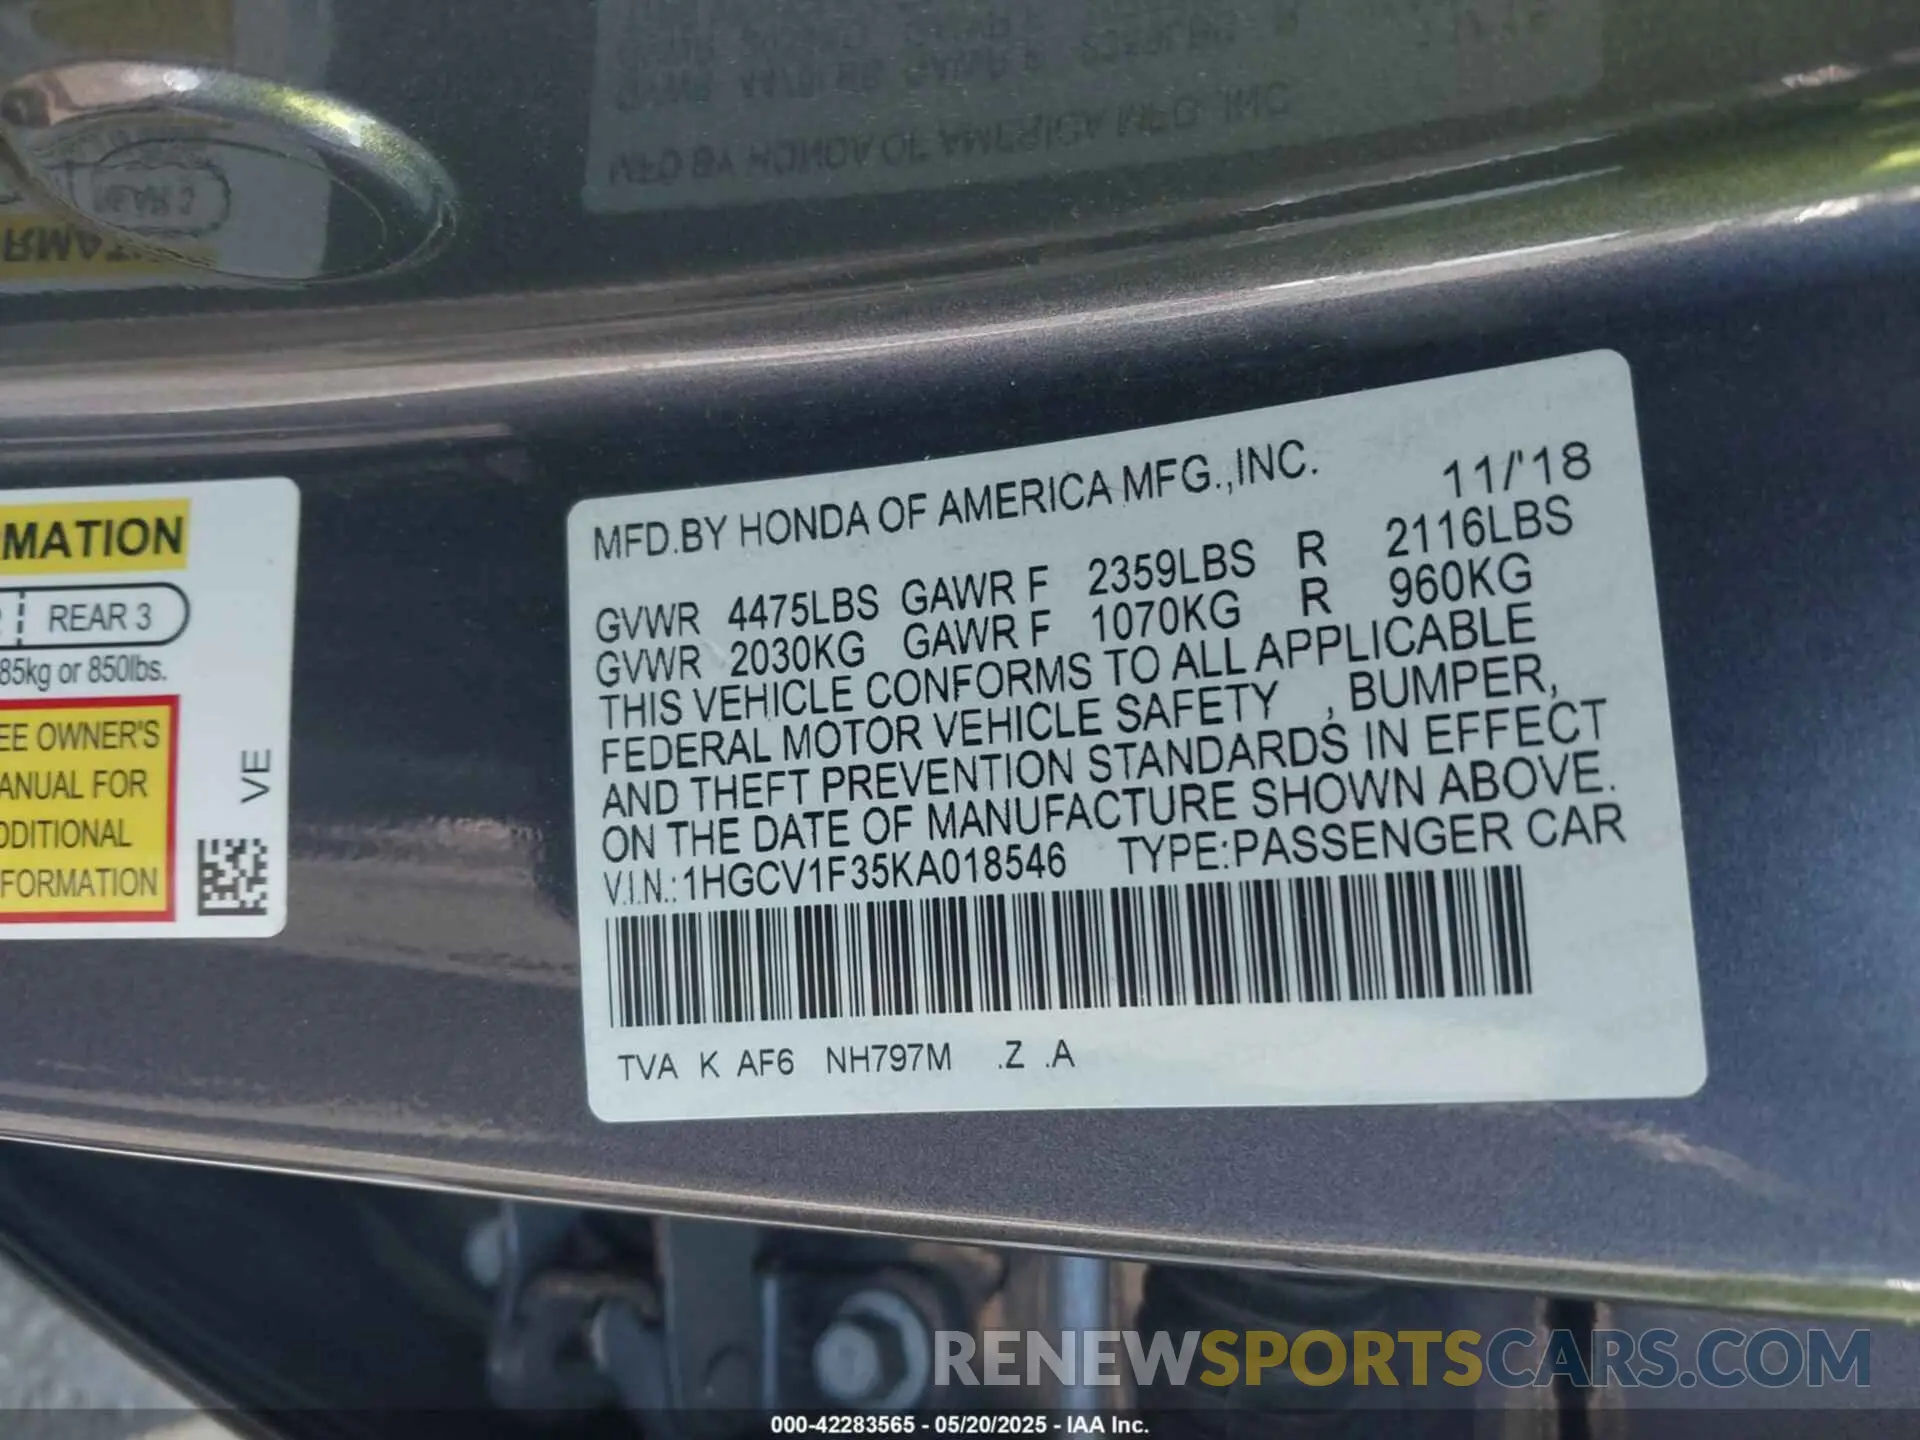 MFD.BY HONDA OF AMERICA MFG.,INC. 11/'18
GVWR 4475LBS GAWR F 2359LBS R 2116LBS
GVWR 2030KG GAWR F 1070KG R 960KG
THIS VEHICLE CONFORMS TO ALL APPLICABLE
FEDERAL MOTOR VEHICLE SAFETY , BUMPER,
AND THEFT PREVENTION STANDARDS IN EFFECT
ON THE DATE OF MANUFACTURE SHOWN ABOVE.
V.I.N.: 1HGCV1F35KA018546 TYPE:PASSENGER CAR
TVA K AF6 NH797M .Z .A
MATION
REAR 3
85kg or 850lbs.
EE OWNER'S
ANUAL FOR
DDITIONAL
FORMATION
VE
RENEWSPORTSCARS.COM
000-42283565 - 05/20/2025 - IAA Inc.